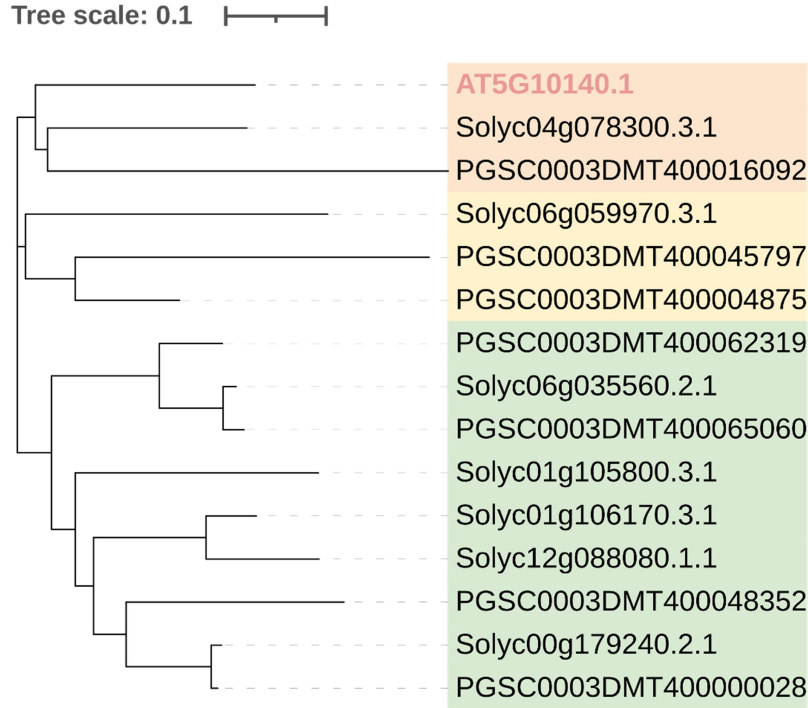 Tree scale: 0.1
AT5G10140.1
Solyc04g078300.3.1
PGSC0003DMT400016092
Solyc06g059970.3.1
PGSC0003DMT400045797
PGSC0003DMT400004875
PGSC0003DMT400062319
Solyc06g035560.2.1
PGSC0003DMT400065060
Solyc01g105800.3.1
Solyc01g106170.3.1
Solyc12g088080.1.1
PGSC0003DMT400048352
Solyc00g179240.2.1
PGSC0003DMT400000028